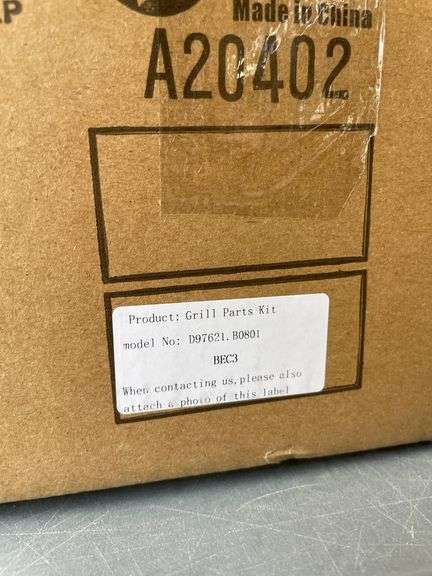 Made in China
A20402
Product: Grill Parts Kit
model No: D97621.B0801
BEC3
When contacting us, please also
attach a photo of this label